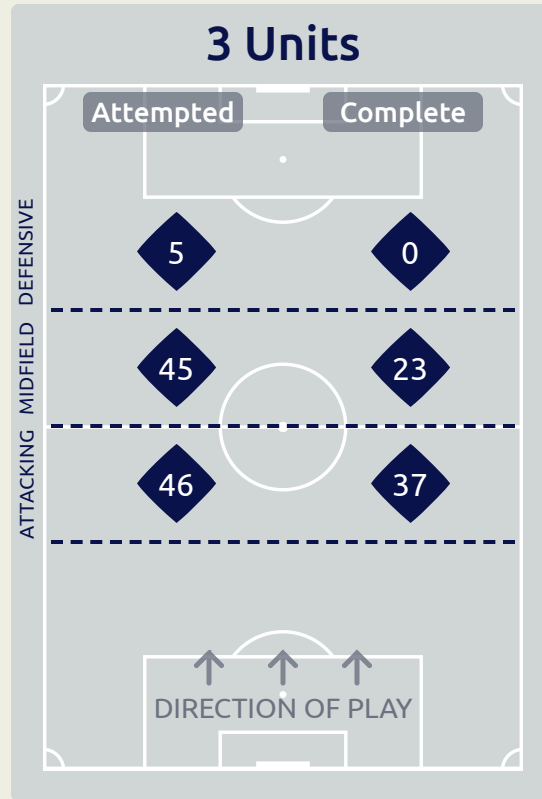 3 Units
Attempted Complete
DEFENSIVE
5 0
MIDFIELD
45 23
ATTACKING
46 37
DIRECTION OF PLAY